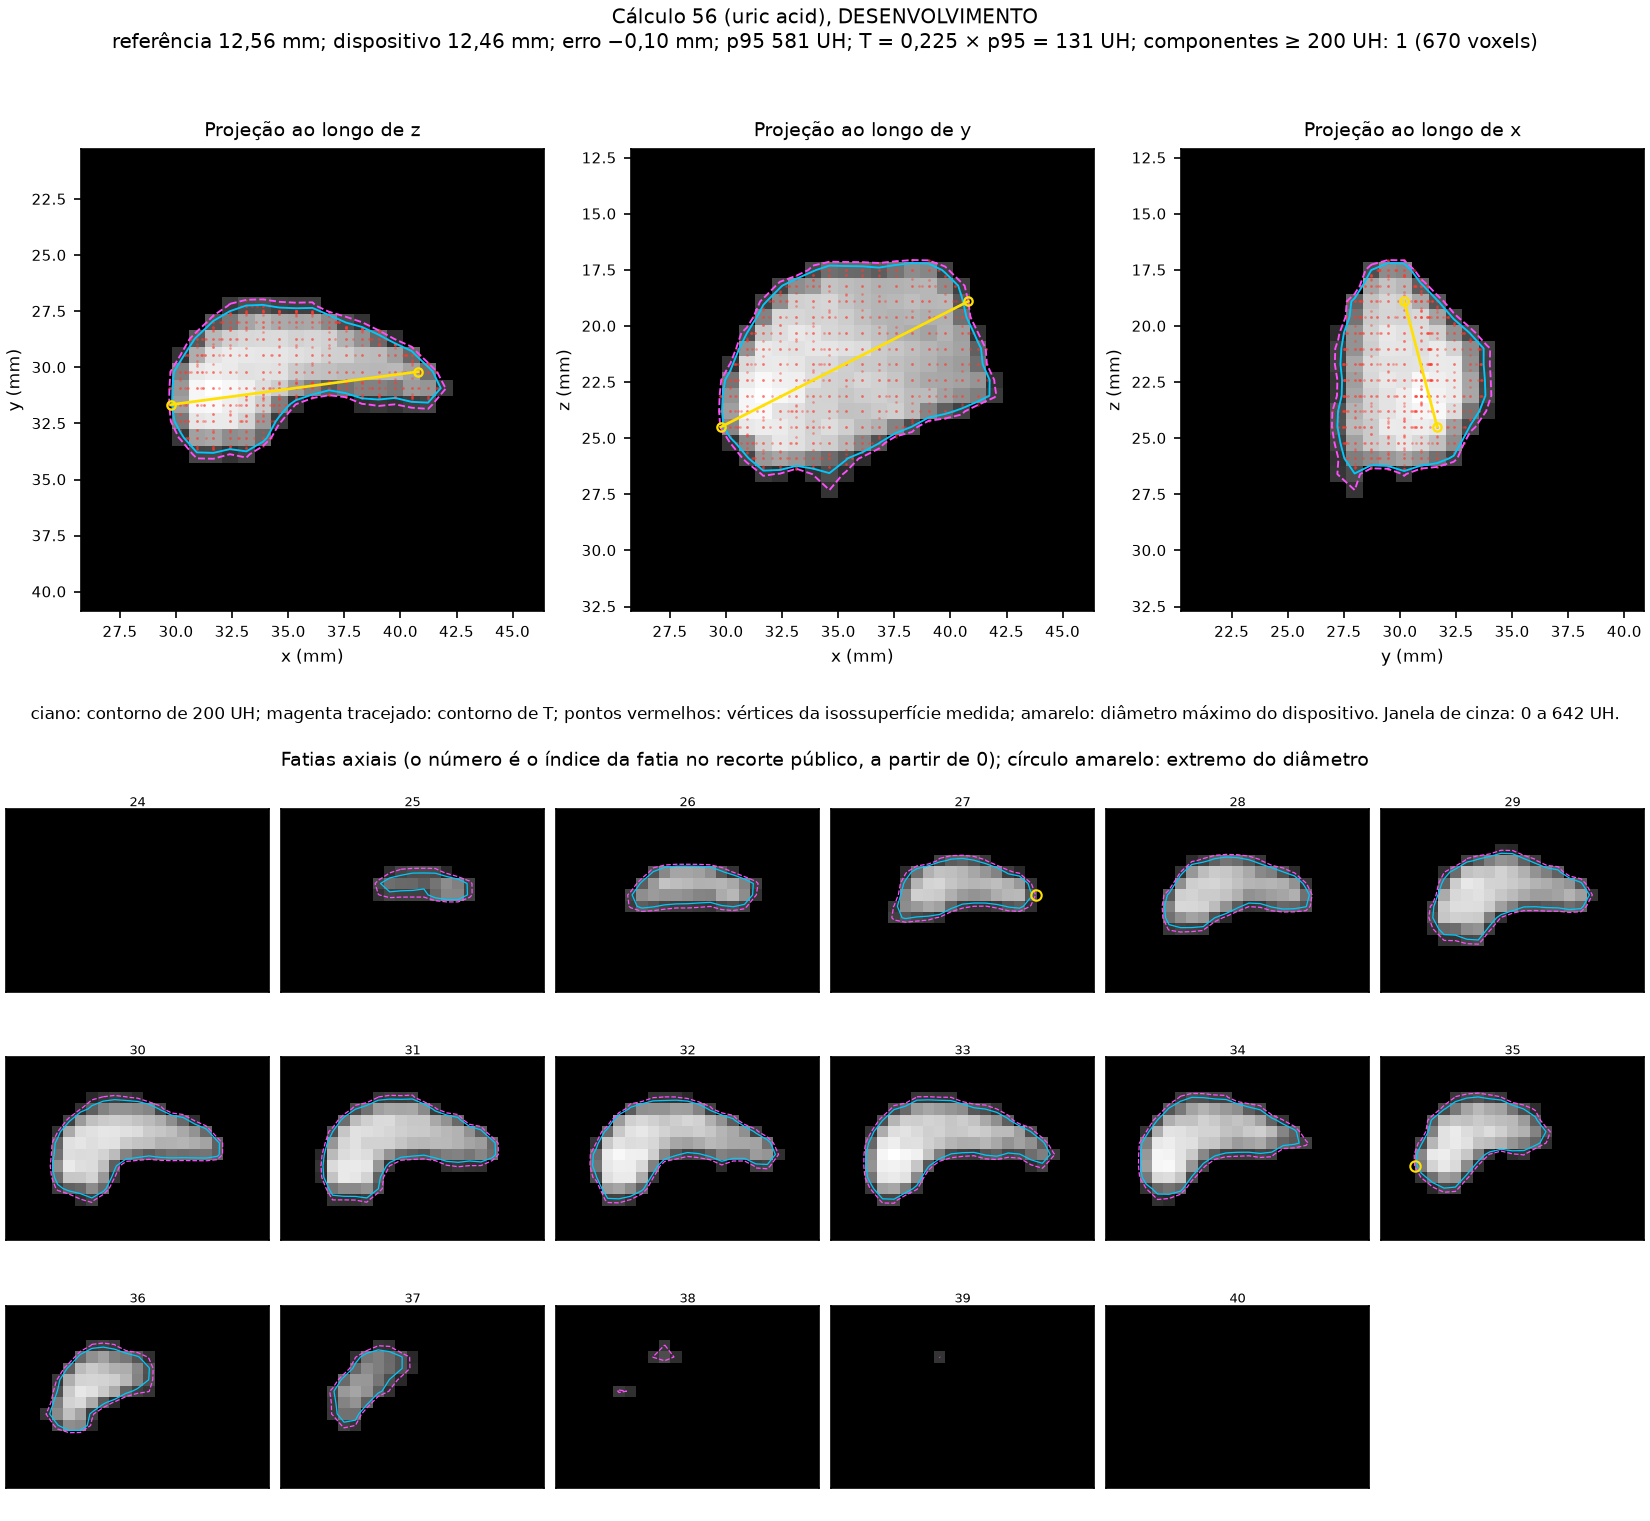 Cálculo 56 (uric acid), DESENVOLVIMENTO
referência 12,56 mm; dispositivo 12,46 mm; erro −0,10 mm; p95 581 UH; T = 0,225 × p95 = 131 UH; componentes ≥ 200 UH: 1 (670 voxels)
Projeção ao longo de z
Projeção ao longo de y
Projeção ao longo de x
22.5
25.0
27.5
30.0
32.5
35.0
37.5
40.0
y (mm)
27.5 30.0 32.5 35.0 37.5 40.0 42.5 45.0
x (mm)
12.5
15.0
17.5
20.0
22.5
25.0
27.5
30.0
32.5
z (mm)
27.5 30.0 32.5 35.0 37.5 40.0 42.5 45.0
x (mm)
12.5
15.0
17.5
20.0
22.5
25.0
27.5
30.0
32.5
z (mm)
22.5 25.0 27.5 30.0 32.5 35.0 37.5 40.0
y (mm)
ciano: contorno de 200 UH; magenta tracejado: contorno de T; pontos vermelhos: vértices da isossuperfície medida; amarelo: diâmetro máximo do dispositivo. Janela de cinza: 0 a 642 UH.
Fatias axiais (o número é o índice da fatia no recorte público, a partir de 0); círculo amarelo: extremo do diâmetro
24 25 26 27 28 29
30 31 32 33 34 35
36 37 38 39 40